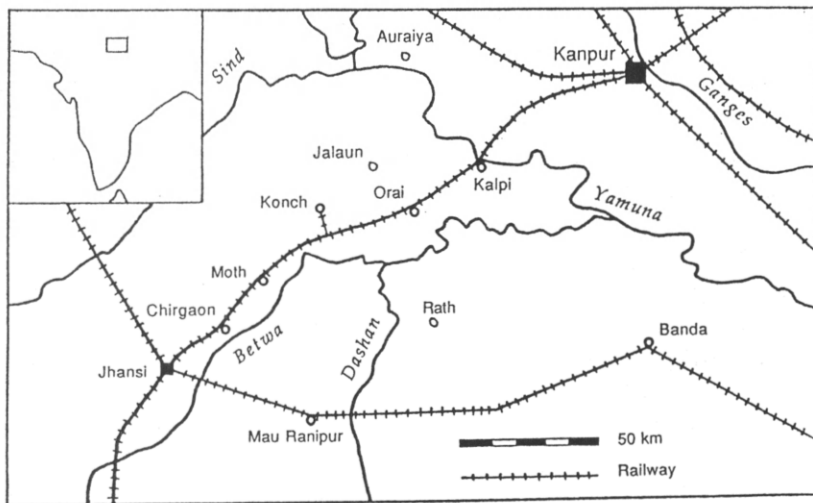 Auraiya
Kanpur
Sind
Ganges
Jalaun
Kalpi
Orai
Konch
Yamuna
Moth
Chirgaon
Rath
Betwa
Dashan
Banda
Jhansi
Mau Ranipur
50 km
Railway